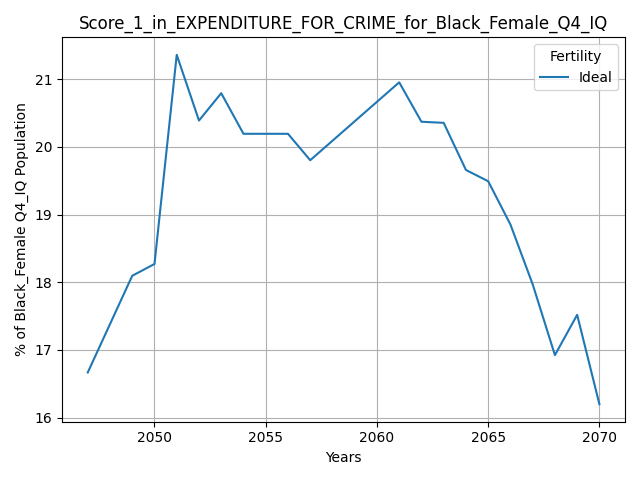 Score_1_in_EXPENDITURE_FOR_CRIME_for_Black_Female_Q4_IQ
Fertility
Ideal
% of Black_Female Q4_IQ Population
21
20
19
18
17
16
2050
2055
2060
2065
2070
Years